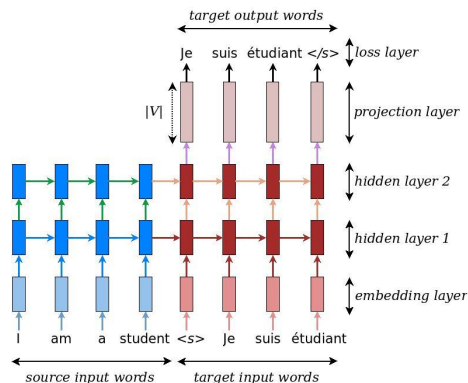 target output words
Je suis étudiant </s> loss layer
|V| projection layer
hidden layer 2
hidden layer 1
embedding layer
I am a student <s> Je suis étudiant
source input words target input words